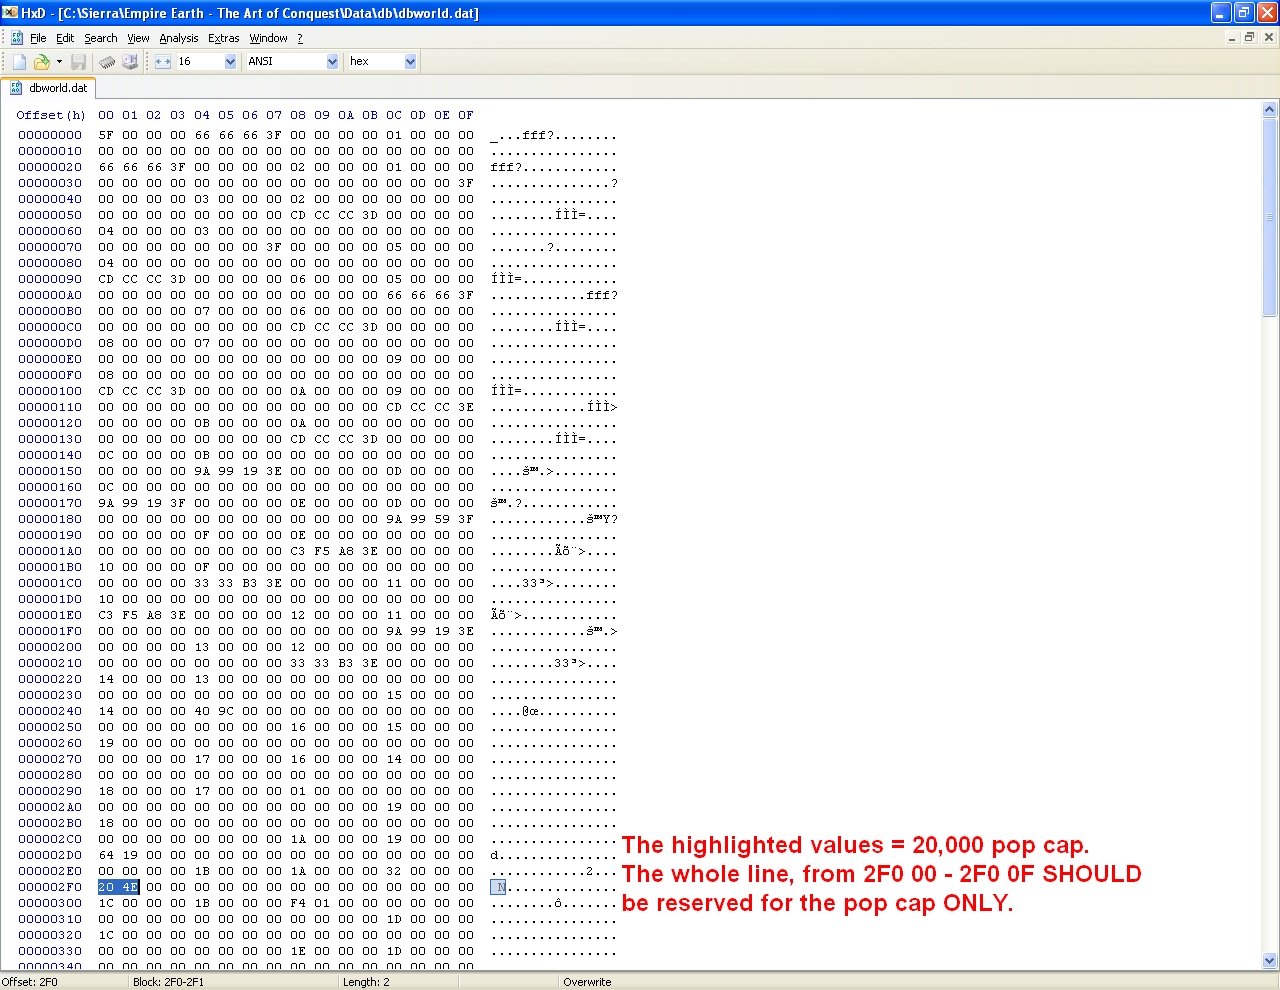 HxD - [C:\Sierra\Empire Earth - The Art of Conquest\Data\db\dbworld.dat]
File Edit Search View Analysis Extras Window ?
16 ANSI hex
dbworld.dat
Offset(h) 00 01 02 03 04 05 06 07 08 09 0A 0B 0C 0D 0E 0F
00000000 5F 00 00 00 66 66 66 3F 00 00 00 00 01 00 00 00 _...fff?........
00000010 00 00 00 00 00 00 00 00 00 00 00 00 00 00 00 00 ................
00000020 66 66 66 3F 00 00 00 00 02 00 00 00 01 00 00 00 fff?............
00000030 00 00 00 00 00 00 00 00 00 00 00 00 00 00 00 3F ...............?
00000040 00 00 00 00 03 00 00 00 02 00 00 00 00 00 00 00 ................
00000050 00 00 00 00 00 00 00 00 CD CC CC 3D 00 00 00 00 ........ÍÌÌ=....
00000060 04 00 00 00 03 00 00 00 00 00 00 00 00 00 00 00 ................
00000070 00 00 00 00 00 00 00 3F 00 00 00 00 05 00 00 00 .......?........
00000080 04 00 00 00 00 00 00 00 00 00 00 00 00 00 00 00 ................
00000090 CD CC CC 3D 00 00 00 00 06 00 00 00 05 00 00 00 ÍÌÌ=............
000000A0 00 00 00 00 00 00 00 00 00 00 00 00 66 66 66 3F ............fff?
000000B0 00 00 00 00 07 00 00 00 06 00 00 00 00 00 00 00 ................
000000C0 00 00 00 00 00 00 00 00 CD CC CC 3D 00 00 00 00 ........ÍÌÌ=....
000000D0 08 00 00 00 07 00 00 00 00 00 00 00 00 00 00 00 ................
000000E0 00 00 00 00 00 00 00 00 00 00 00 00 09 00 00 00 ................
000000F0 08 00 00 00 00 00 00 00 00 00 00 00 00 00 00 00 ................
00000100 CD CC CC 3D 00 00 00 00 0A 00 00 00 09 00 00 00 ÍÌÌ=............
00000110 00 00 00 00 00 00 00 00 00 00 00 00 CD CC CC 3E ............ÍÌÌ>
00000120 00 00 00 00 0B 00 00 00 0A 00 00 00 00 00 00 00 ................
00000130 00 00 00 00 00 00 00 00 CD CC CC 3D 00 00 00 00 ........ÍÌÌ=....
00000140 0C 00 00 00 0B 00 00 00 00 00 00 00 00 00 00 00 ................
00000150 00 00 00 00 9A 99 19 3E 00 00 00 00 0D 00 00 00 ....š™.>........
00000160 0C 00 00 00 00 00 00 00 00 00 00 00 00 00 00 00 ................
00000170 9A 99 19 3F 00 00 00 00 0E 00 00 00 0D 00 00 00 š™.?............
00000180 00 00 00 00 00 00 00 00 00 00 00 00 9A 99 59 3F ............š™Y?
00000190 00 00 00 00 0F 00 00 00 0E 00 00 00 00 00 00 00 ................
000001A0 00 00 00 00 00 00 00 00 C3 F5 A8 3E 00 00 00 00 ........Ãõ¨>....
000001B0 10 00 00 00 0F 00 00 00 00 00 00 00 00 00 00 00 ................
000001C0 00 00 00 00 33 33 B3 3E 00 00 00 00 11 00 00 00 ....33³>........
000001D0 10 00 00 00 00 00 00 00 00 00 00 00 00 00 00 00 ................
000001E0 C3 F5 A8 3E 00 00 00 00 12 00 00 00 11 00 00 00 Ãõ¨>............
000001F0 00 00 00 00 00 00 00 00 00 00 00 00 9A 99 19 3E ............š™.>
00000200 00 00 00 00 13 00 00 00 12 00 00 00 00 00 00 00 ................
00000210 00 00 00 00 00 00 00 00 33 33 B3 3E 00 00 00 00 ........33³>....
00000220 14 00 00 00 13 00 00 00 00 00 00 00 00 00 00 00 ................
00000230 00 00 00 00 00 00 00 00 00 00 00 00 15 00 00 00 ................
00000240 14 00 00 00 40 9C 00 00 00 00 00 00 00 00 00 00 ....@œ..........
00000250 00 00 00 00 00 00 00 00 16 00 00 00 15 00 00 00 ................
00000260 19 00 00 00 00 00 00 00 00 00 00 00 00 00 00 00 ................
00000270 00 00 00 00 17 00 00 00 16 00 00 00 14 00 00 00 ................
00000280 00 00 00 00 00 00 00 00 00 00 00 00 00 00 00 00 ................
00000290 18 00 00 00 17 00 00 00 01 00 00 00 00 00 00 00 ................
000002A0 00 00 00 00 00 00 00 00 00 00 00 00 19 00 00 00 ................
000002B0 18 00 00 00 00 00 00 00 00 00 00 00 00 00 00 00 ................
000002C0 00 00 00 00 00 00 00 00 1A 00 00 00 19 00 00 00 ................
000002D0 64 19 00 00 00 00 00 00 00 00 00 00 00 00 00 00 d...............
000002E0 00 00 00 00 1B 00 00 00 1A 00 00 00 32 00 00 00 ............2...
000002F0 20 4E 00 00 00 00 00 00 00 00 00 00 00 00 00 00 N..............
00000300 1C 00 00 00 1B 00 00 00 F4 01 00 00 00 00 00 00 ........ô.......
00000310 00 00 00 00 00 00 00 00 00 00 00 00 1D 00 00 00 ................
00000320 1C 00 00 00 00 00 00 00 00 00 00 00 00 00 00 00 ................
00000330 00 00 00 00 00 00 00 00 1E 00 00 00 1D 00 00 00 ................
00000340 00 00 00 00 00 00 00 00 00 00 00 00 00 00 00 00
The highlighted values = 20,000 pop cap.
The whole line, from 2F0 00 - 2F0 0F SHOULD
be reserved for the pop cap ONLY.
Offset: 2F0 Block: 2F0-2F1 Length: 2 Overwrite